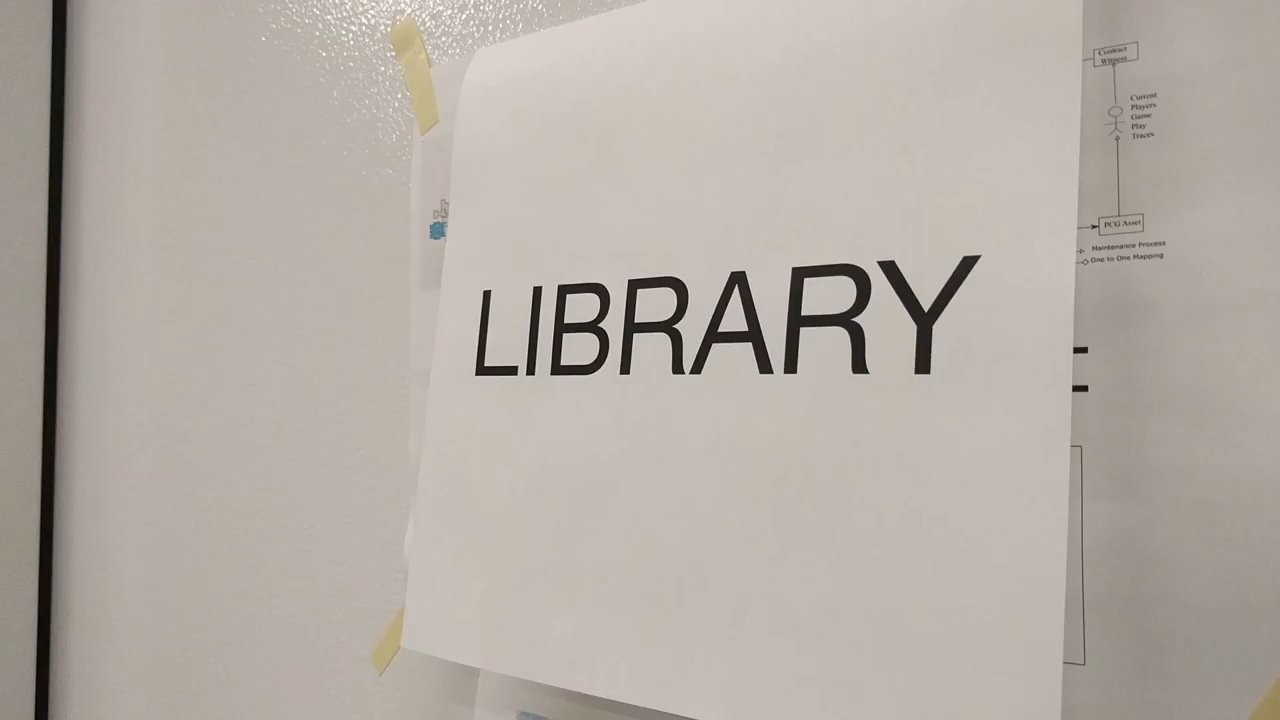 LIBRARY
Contract
Witness
Current
Players
Game
Play
Traces
PCG Asset
Maintenance Process
One to One Mapping